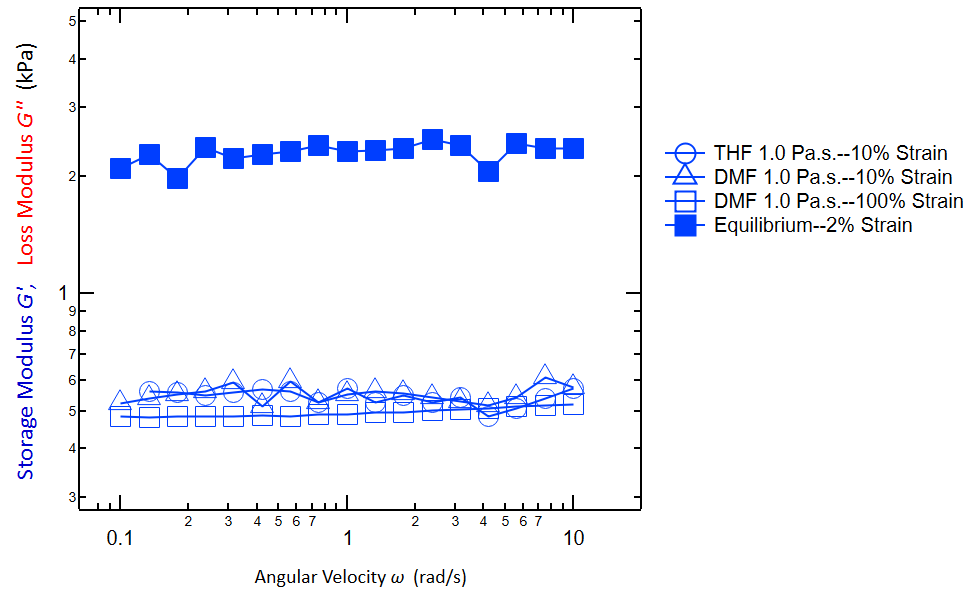 Storage Modulus G', Loss Modulus G" (kPa)
5
4
3
2
1
9
8
7
6
5
4
3
0.1 2 3 4 5 6 7 1 2 3 4 5 6 7 10
Angular Velocity ω (rad/s)
THF 1.0 Pa.s.--10% Strain
DMF 1.0 Pa.s.--10% Strain
DMF 1.0 Pa.s.--100% Strain
Equilibrium--2% Strain